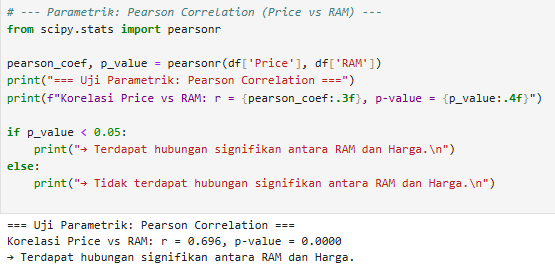 # --- Parametrik: Pearson Correlation (Price vs RAM) ---
from scipy.stats import pearsonr
pearson_coef, p_value = pearsonr(df['Price'], df['RAM'])
print("=== Uji Parametrik: Pearson Correlation ===")
print(f"Korelasi Price vs RAM: r = {pearson_coef:.3f}, p-value = {p_value:.4f}")
if p_value < 0.05:
    print("→ Terdapat hubungan signifikan antara RAM dan Harga.\n")
else:
    print("→ Tidak terdapat hubungan signifikan antara RAM dan Harga.\n")
=== Uji Parametrik: Pearson Correlation ===
Korelasi Price vs RAM: r = 0.696, p-value = 0.0000
→ Terdapat hubungan signifikan antara RAM dan Harga.